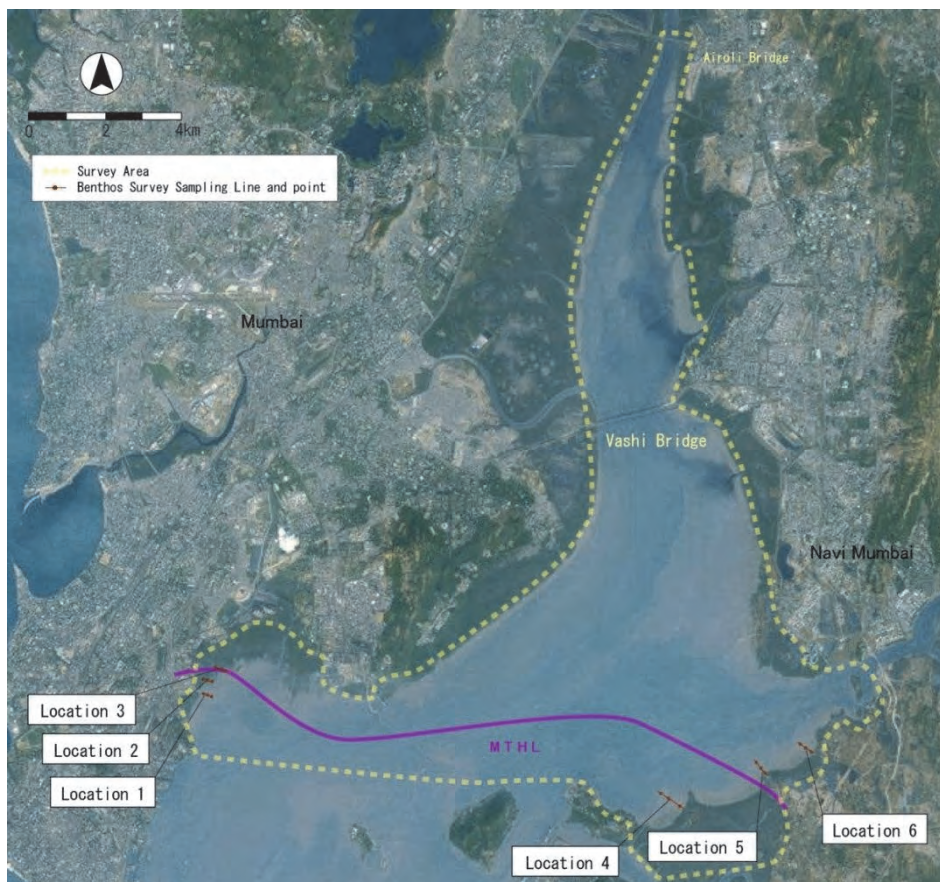 Airoli Bridge
0 2 4km
Survey Area
Benthos Survey Sampling Line and point
Mumbai
Vashi Bridge
Navi Mumbai
Location 3
Location 2
MTHL
Location 1
Location 6
Location 5
Location 4